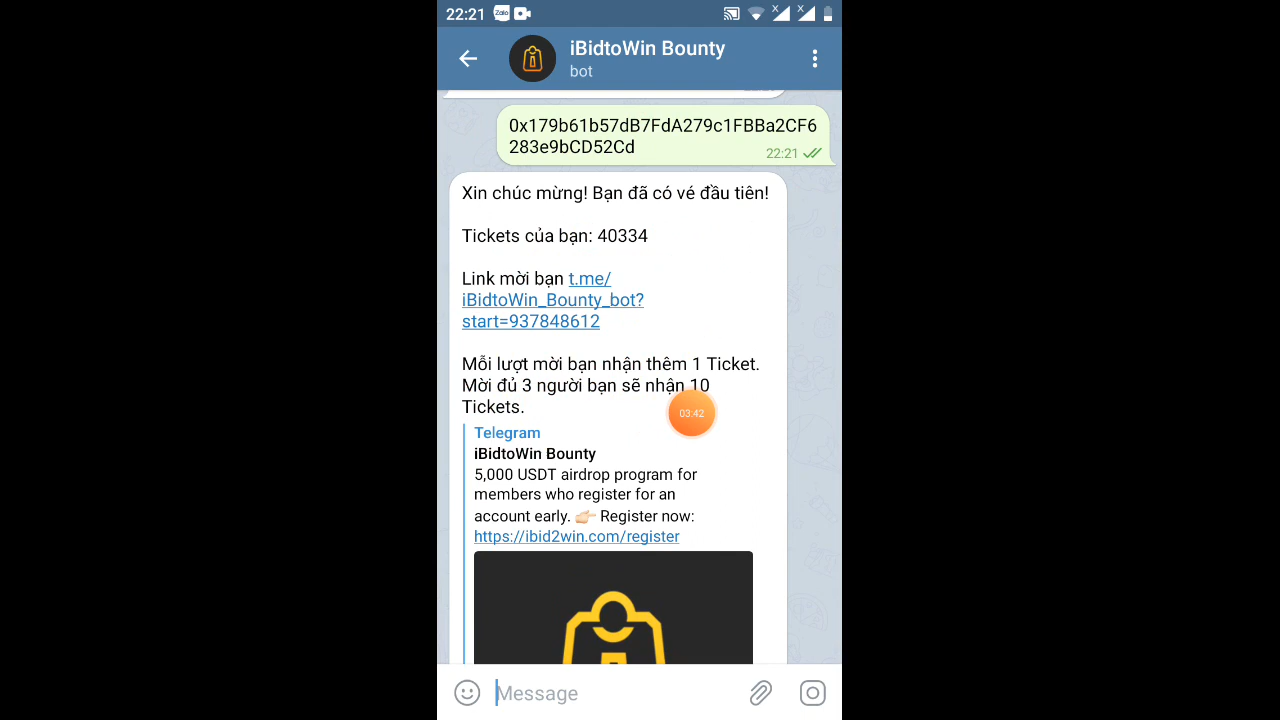 22:21
Zalo
iBidtoWin Bounty
bot
0x179b61b57dB7FdA279c1FBBa2CF6
283e9bCD52Cd
22:21
Xin chúc mừng! Bạn đã có vé đầu tiên!
Tickets của bạn: 40334
Link mời bạn t.me/
iBidtoWin_Bounty_bot?
start=937848612
Mỗi lượt mời bạn nhận thêm 1 Ticket.
Mời đủ 3 người bạn sẽ nhận 10
Tickets.
03:42
Telegram
iBidtoWin Bounty
5,000 USDT airdrop program for
members who register for an
account early. 👉🏻 Register now:
https://ibid2win.com/register
Message